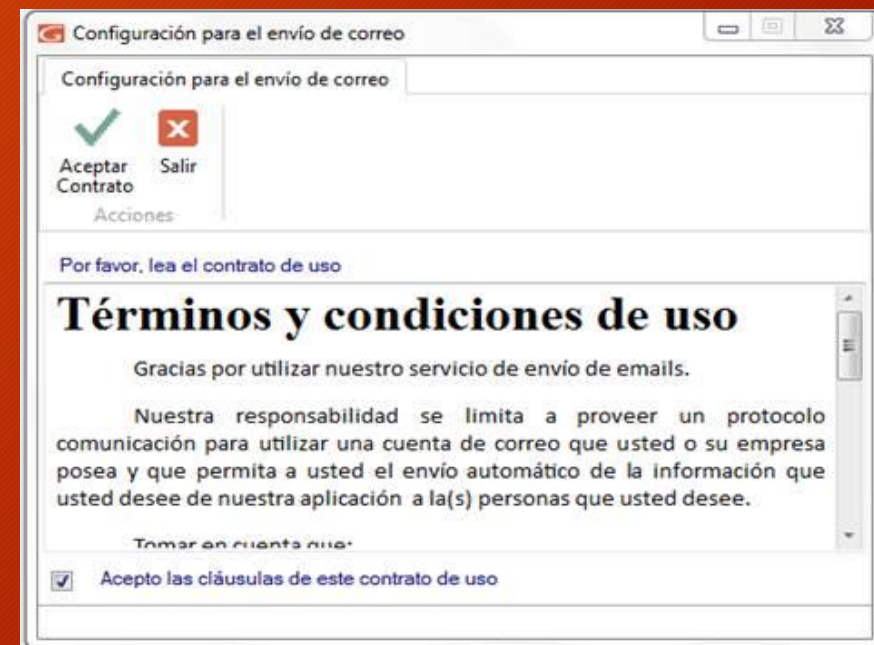 Configuración para el envío de correo
Configuración para el envío de correo
Aceptar
Contrato
Salir
Acciones
Por favor, lea el contrato de uso
Términos y condiciones de uso
Gracias por utilizar nuestro servicio de envío de emails.
Nuestra responsabilidad se limita a proveer un protocolo
comunicación para utilizar una cuenta de correo que usted o su empresa
posea y que permita a usted el envío automático de la información que
usted desee de nuestra aplicación a la(s) personas que usted desee.
Tomar en cuenta que:
Acepto las cláusulas de este contrato de uso